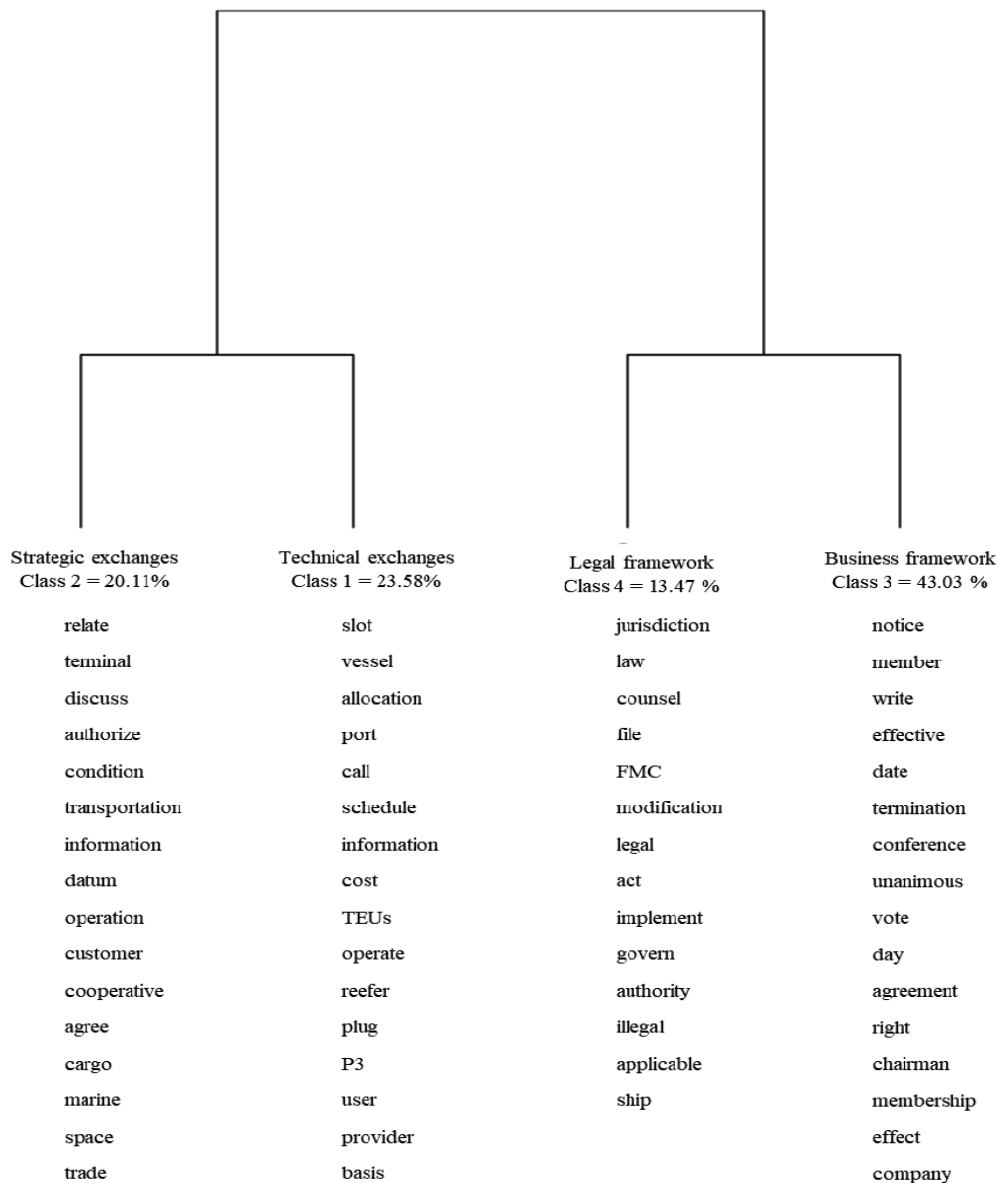 Strategic exchanges
Class 2 = 20.11%
relate
terminal
discuss
authorize
condition
transportation
information
datum
operation
customer
cooperative
agree
cargo
marine
space
trade
Technical exchanges
Class 1 = 23.58%
slot
vessel
allocation
port
call
schedule
information
cost
TEUs
operate
reefer
plug
P3
user
provider
basis
Legal framework
Class 4 = 13.47 %
jurisdiction
law
counsel
file
FMC
modification
legal
act
implement
govern
authority
illegal
applicable
ship
Business framework
Class 3 = 43.03 %
notice
member
write
effective
date
termination
conference
unanimous
vote
day
agreement
right
chairman
membership
effect
company